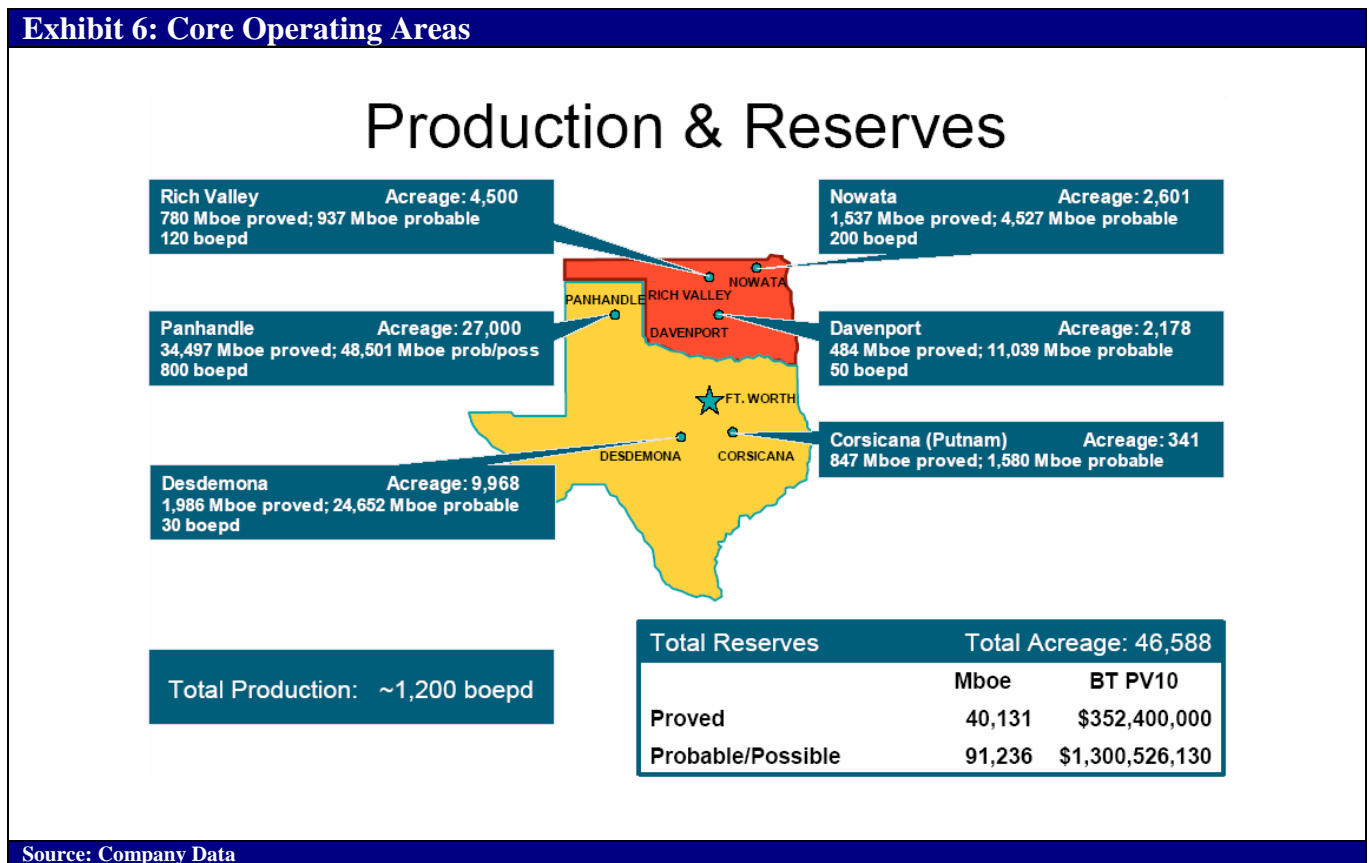 Exhibit 6: Core Operating Areas
Production & Reserves
Rich Valley Acreage: 4,500
780 Mboe proved; 937 Mboe probable
120 boepd
Nowata Acreage: 2,601
1,537 Mboe proved; 4,527 Mboe probable
200 boepd
Panhandle Acreage: 27,000
34,497 Mboe proved; 48,501 Mboe prob/poss
800 boepd
Davenport Acreage: 2,178
484 Mboe proved; 11,039 Mboe probable
50 boepd
Corsicana (Putnam) Acreage: 341
847 Mboe proved; 1,580 Mboe probable
Desdemona Acreage: 9,968
1,986 Mboe proved; 24,652 Mboe probable
30 boepd
NOWATA
PANHANDLE
RICH VALLEY
DAVENPORT
FT. WORTH
DESDEMONA
CORSICANA
Total Production: ~1,200 boepd
Total Reserves Total Acreage: 46,588
Mboe BT PV10
Proved 40,131 $352,400,000
Probable/Possible 91,236 $1,300,526,130
Source: Company Data